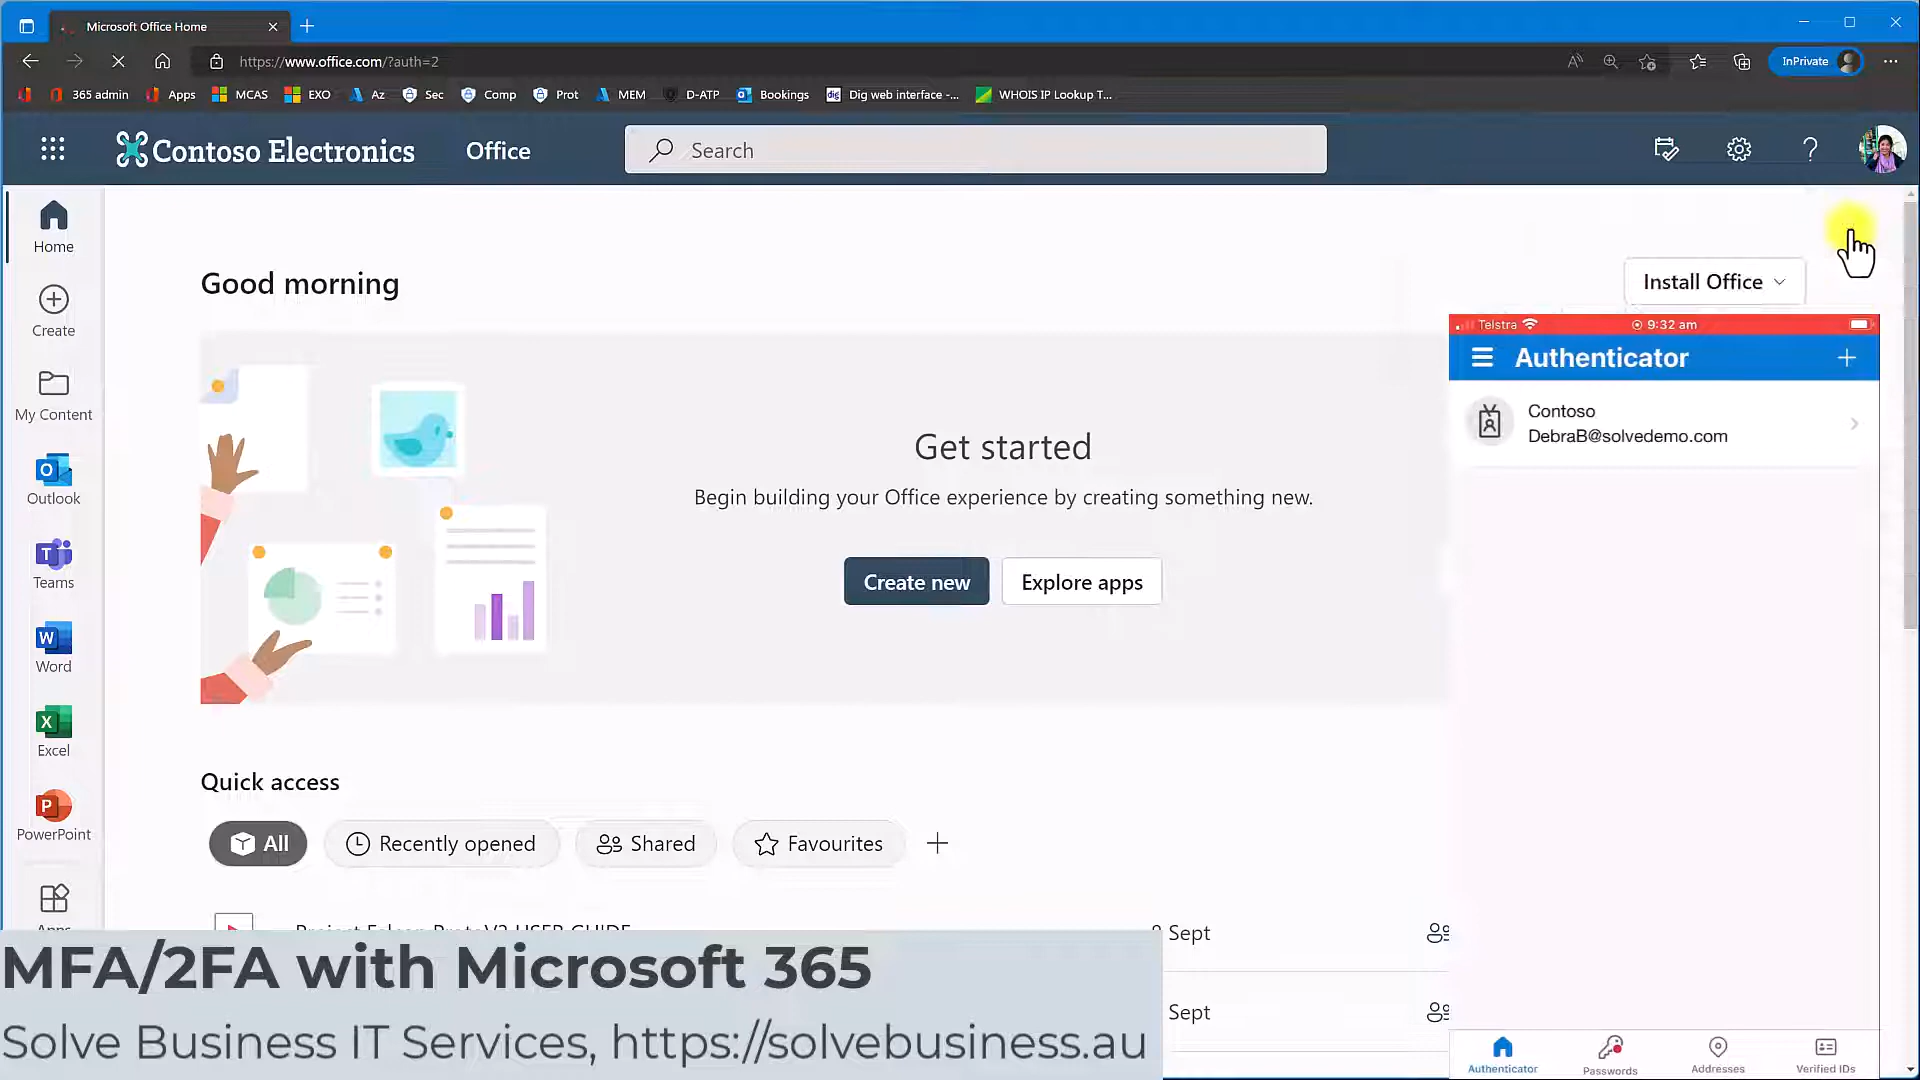 Microsoft Office Home
https://www.office.com/?auth=2
InPrivate
365 admin
Apps
MCAS
EXO
Az
Sec
Comp
Prot
MEM
D-ATP
Bookings
dig
Dig web interface -...
WHOIS IP Lookup T...
Contoso Electronics
Office
Search
Home
Create
My Content
Outlook
Teams
Word
Excel
PowerPoint
Good morning
Install Office
Get started
Begin building your Office experience by creating something new.
Create new
Explore apps
Telstra
9:32 am
Authenticator
Contoso
DebraB@solvedemo.com
Quick access
All
Recently opened
Shared
Favourites
Sept
Sept
MFA/2FA with Microsoft 365
Solve Business IT Services, https://solvebusiness.au
Authenticator
Passwords
Addresses
Verified IDs